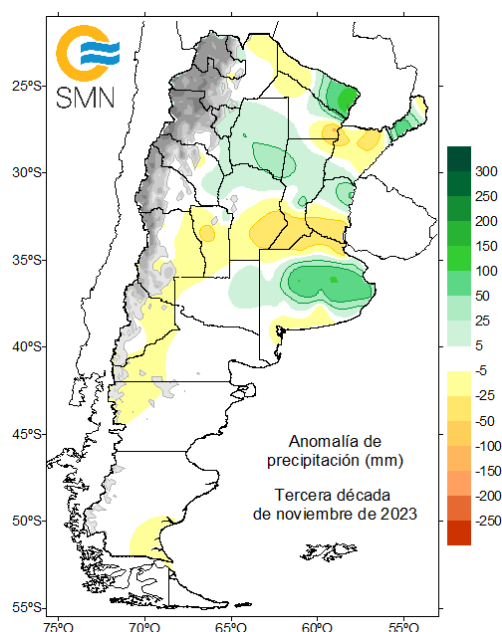 SMN
25ºS
30ºS
35ºS
40ºS
45ºS
50ºS
55ºS
75ºO
70ºO
65ºO
60ºO
55ºO
300
250
200
150
100
50
25
5
-5
-25
-50
-100
-150
-200
-250
Anomalía de
precipitación (mm)
Tercera década
de noviembre de 2023